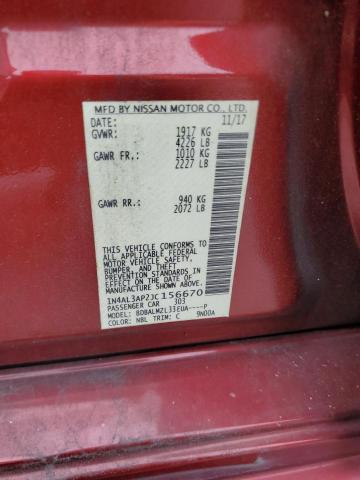 MFD BY NISSAN MOTOR CO., LTD.
DATE: 11/17
GVWR: 1917 KG
4226 LB
GAWR FR.: 1010 KG
2227 LB
GAWR RR.: 940 KG
2072 LB
THIS VEHICLE CONFORMS
TO ALL APPLICABLE FEDERAL
MOTOR VEHICLE SAFETY,
BUMPER, AND THEFT
PREVENTION STANDARDS IN
EFFECT ON THE DATE OF
MANUFACTURE SHOWN ABOVE.
1N4AL3AP2JC156670
PASSENGER CAR 303
MODEL: BDBALMZL33EUA----P
COLOR: NBL TRIM: C 9N00A